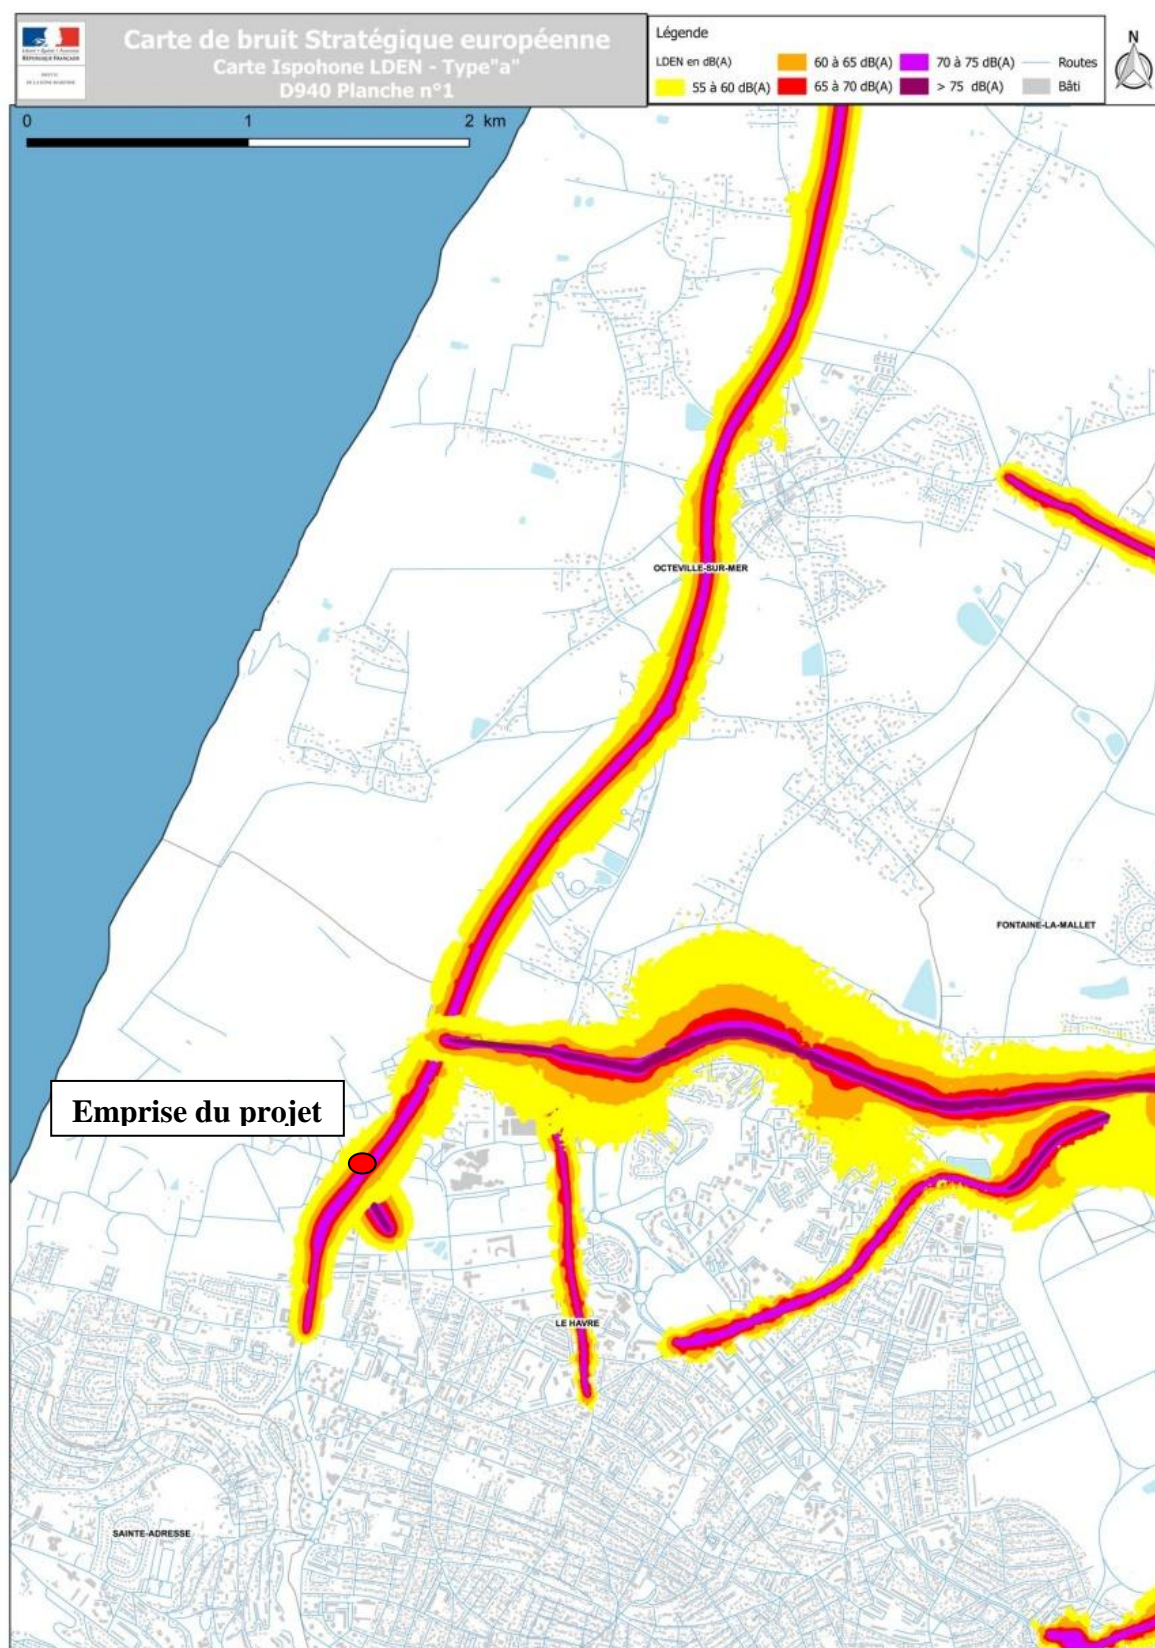 Carte de bruit Stratégique européenne
Carte Ispohone LDEN - Type"a"
D940 Planche n°1
RÉPUBLIQUE FRANÇAISE
Légende
LDEN en dB(A)
55 à 60 dB(A)
60 à 65 dB(A)
65 à 70 dB(A)
70 à 75 dB(A)
> 75 dB(A)
Routes
Bâti
N
0 1 2 km
OCTEVILLE-SUR-MER
FONTAINE-LA-MALLET
Emprise du projet
LE HAVRE
SAINTE-ADRESSE